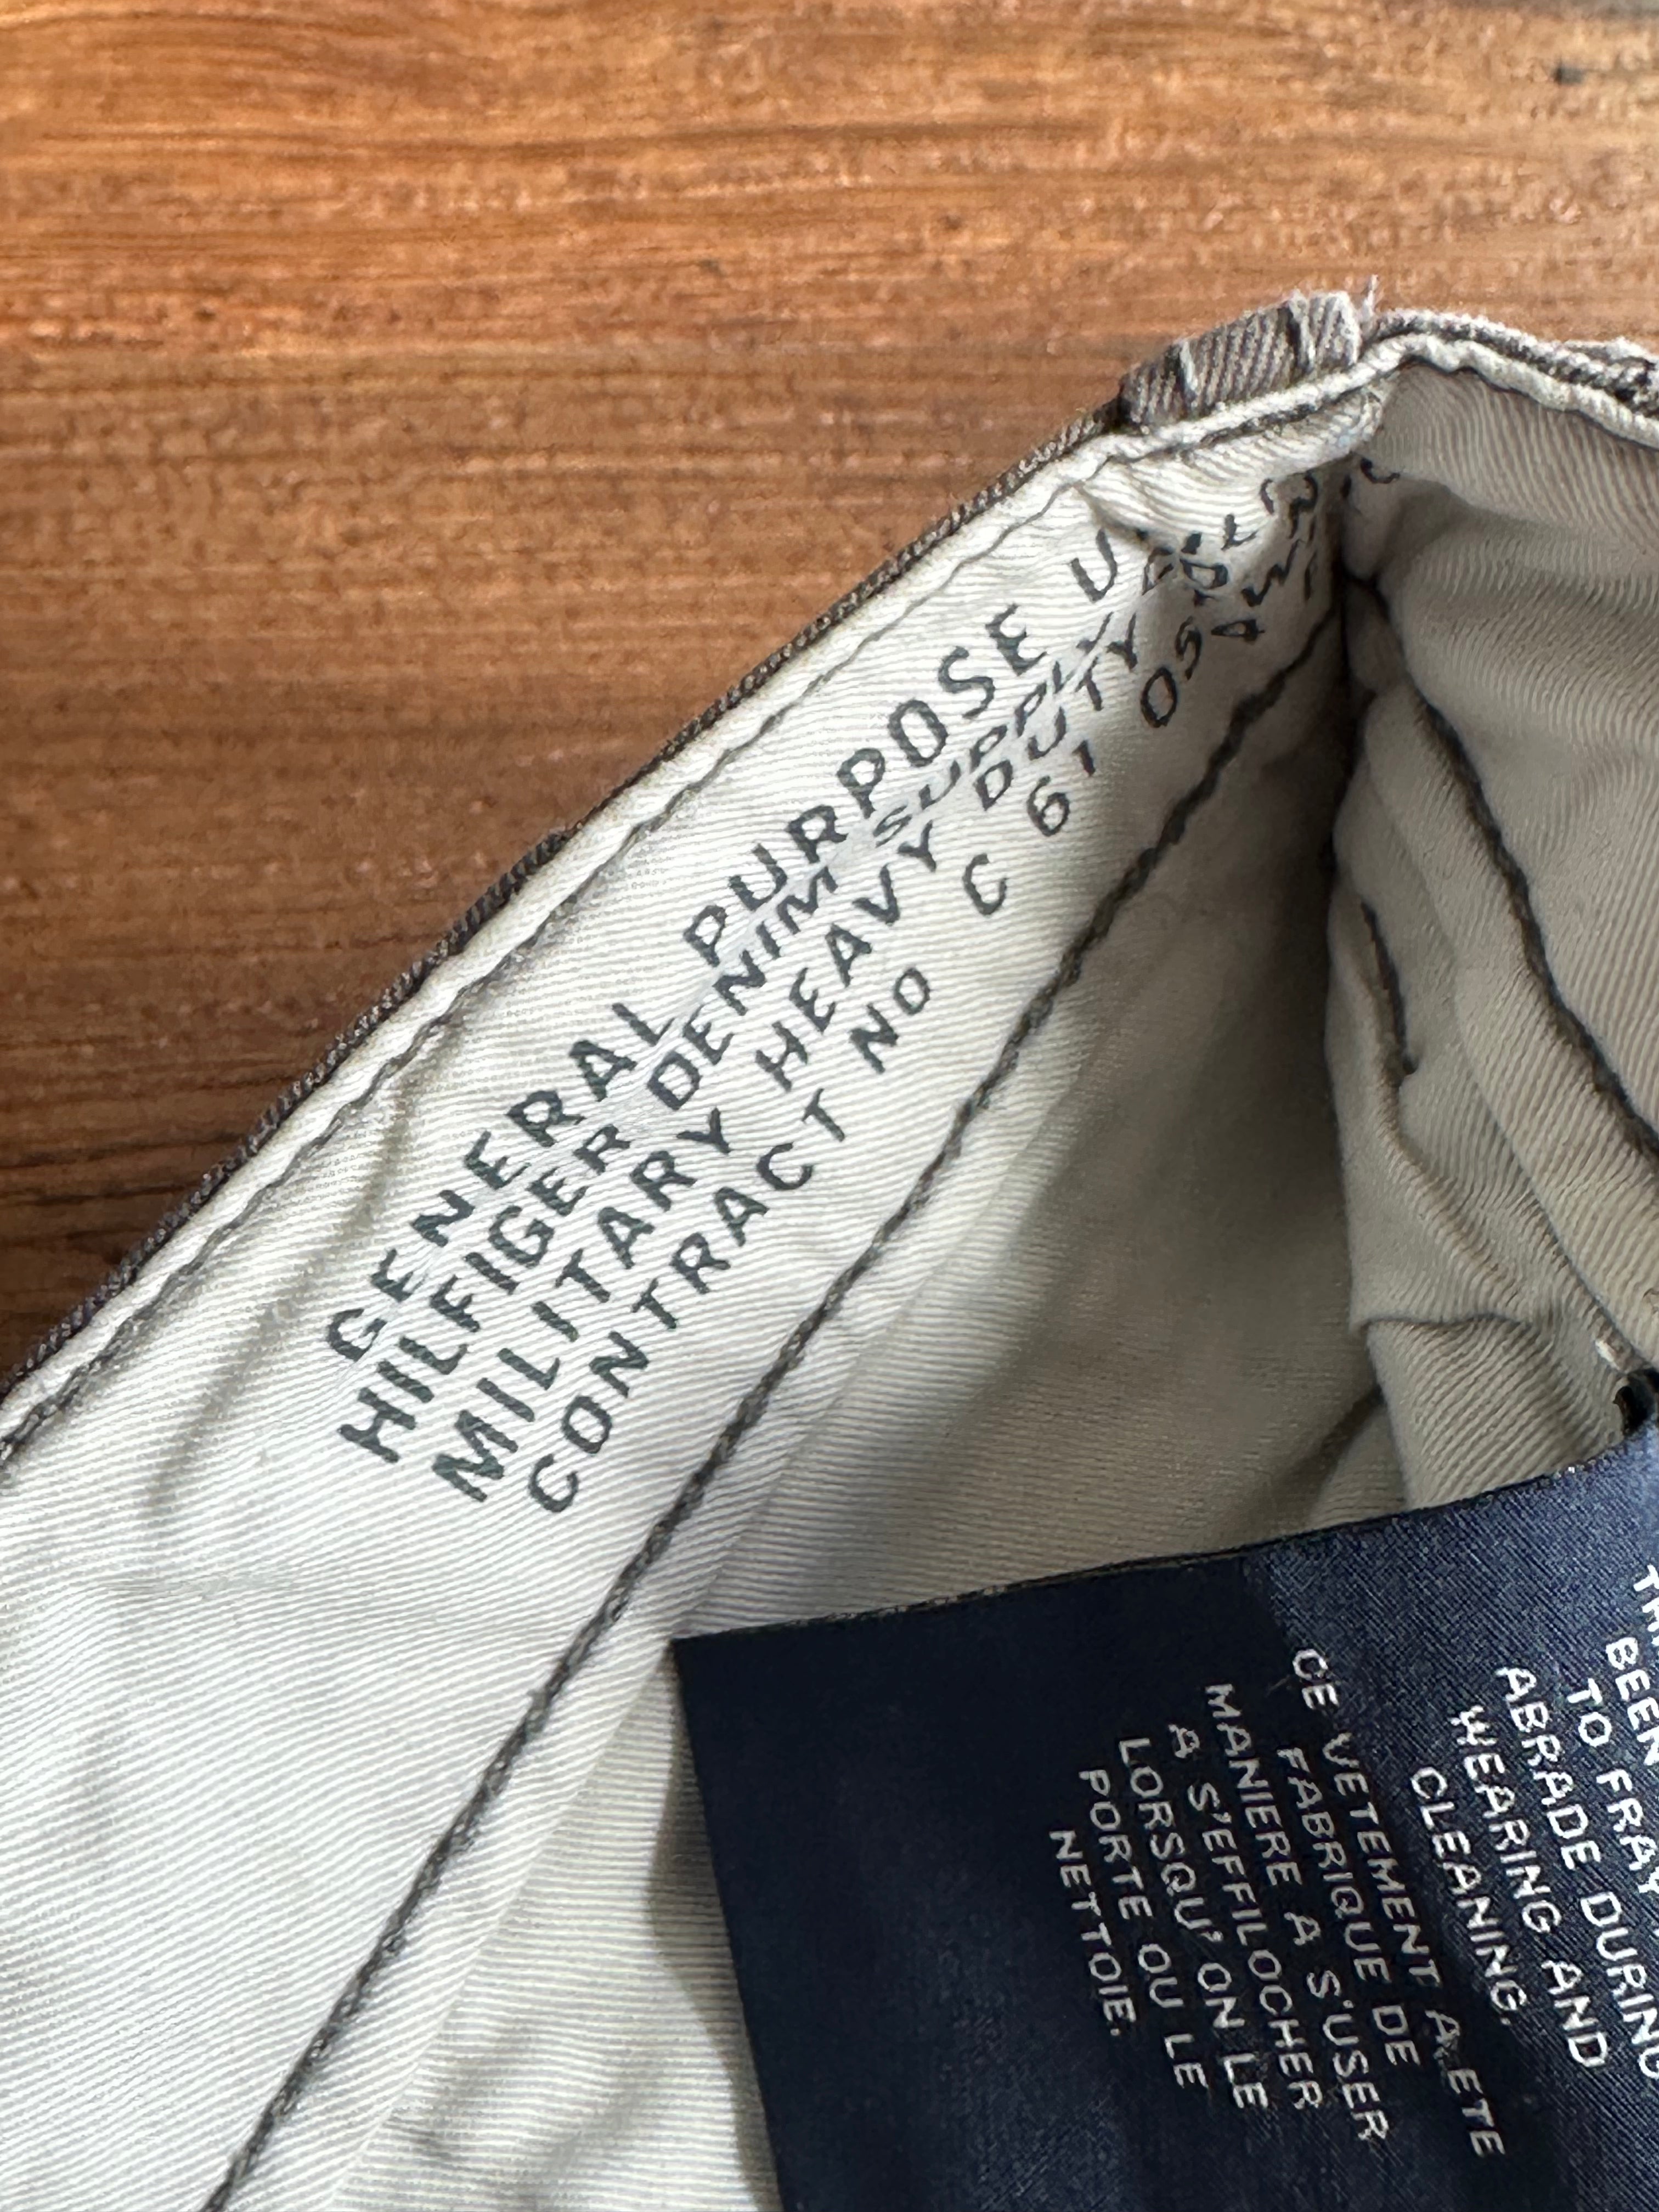 GENERAL PURPOSE
HILFIGER DENIM SUPPLY
MILITARY HEAVY DUTY
CONTRACT NO C 61
BEEN
TO FRAY
ABRADE DURING
WEARING AND
CLEANING.
CE VETEMENT A ETE
FABRIQUE DE
MANIERE A S'USER
A S'EFFILOCHER
LORSQU'ON LE
PORTE OU LE
NETTOIE.